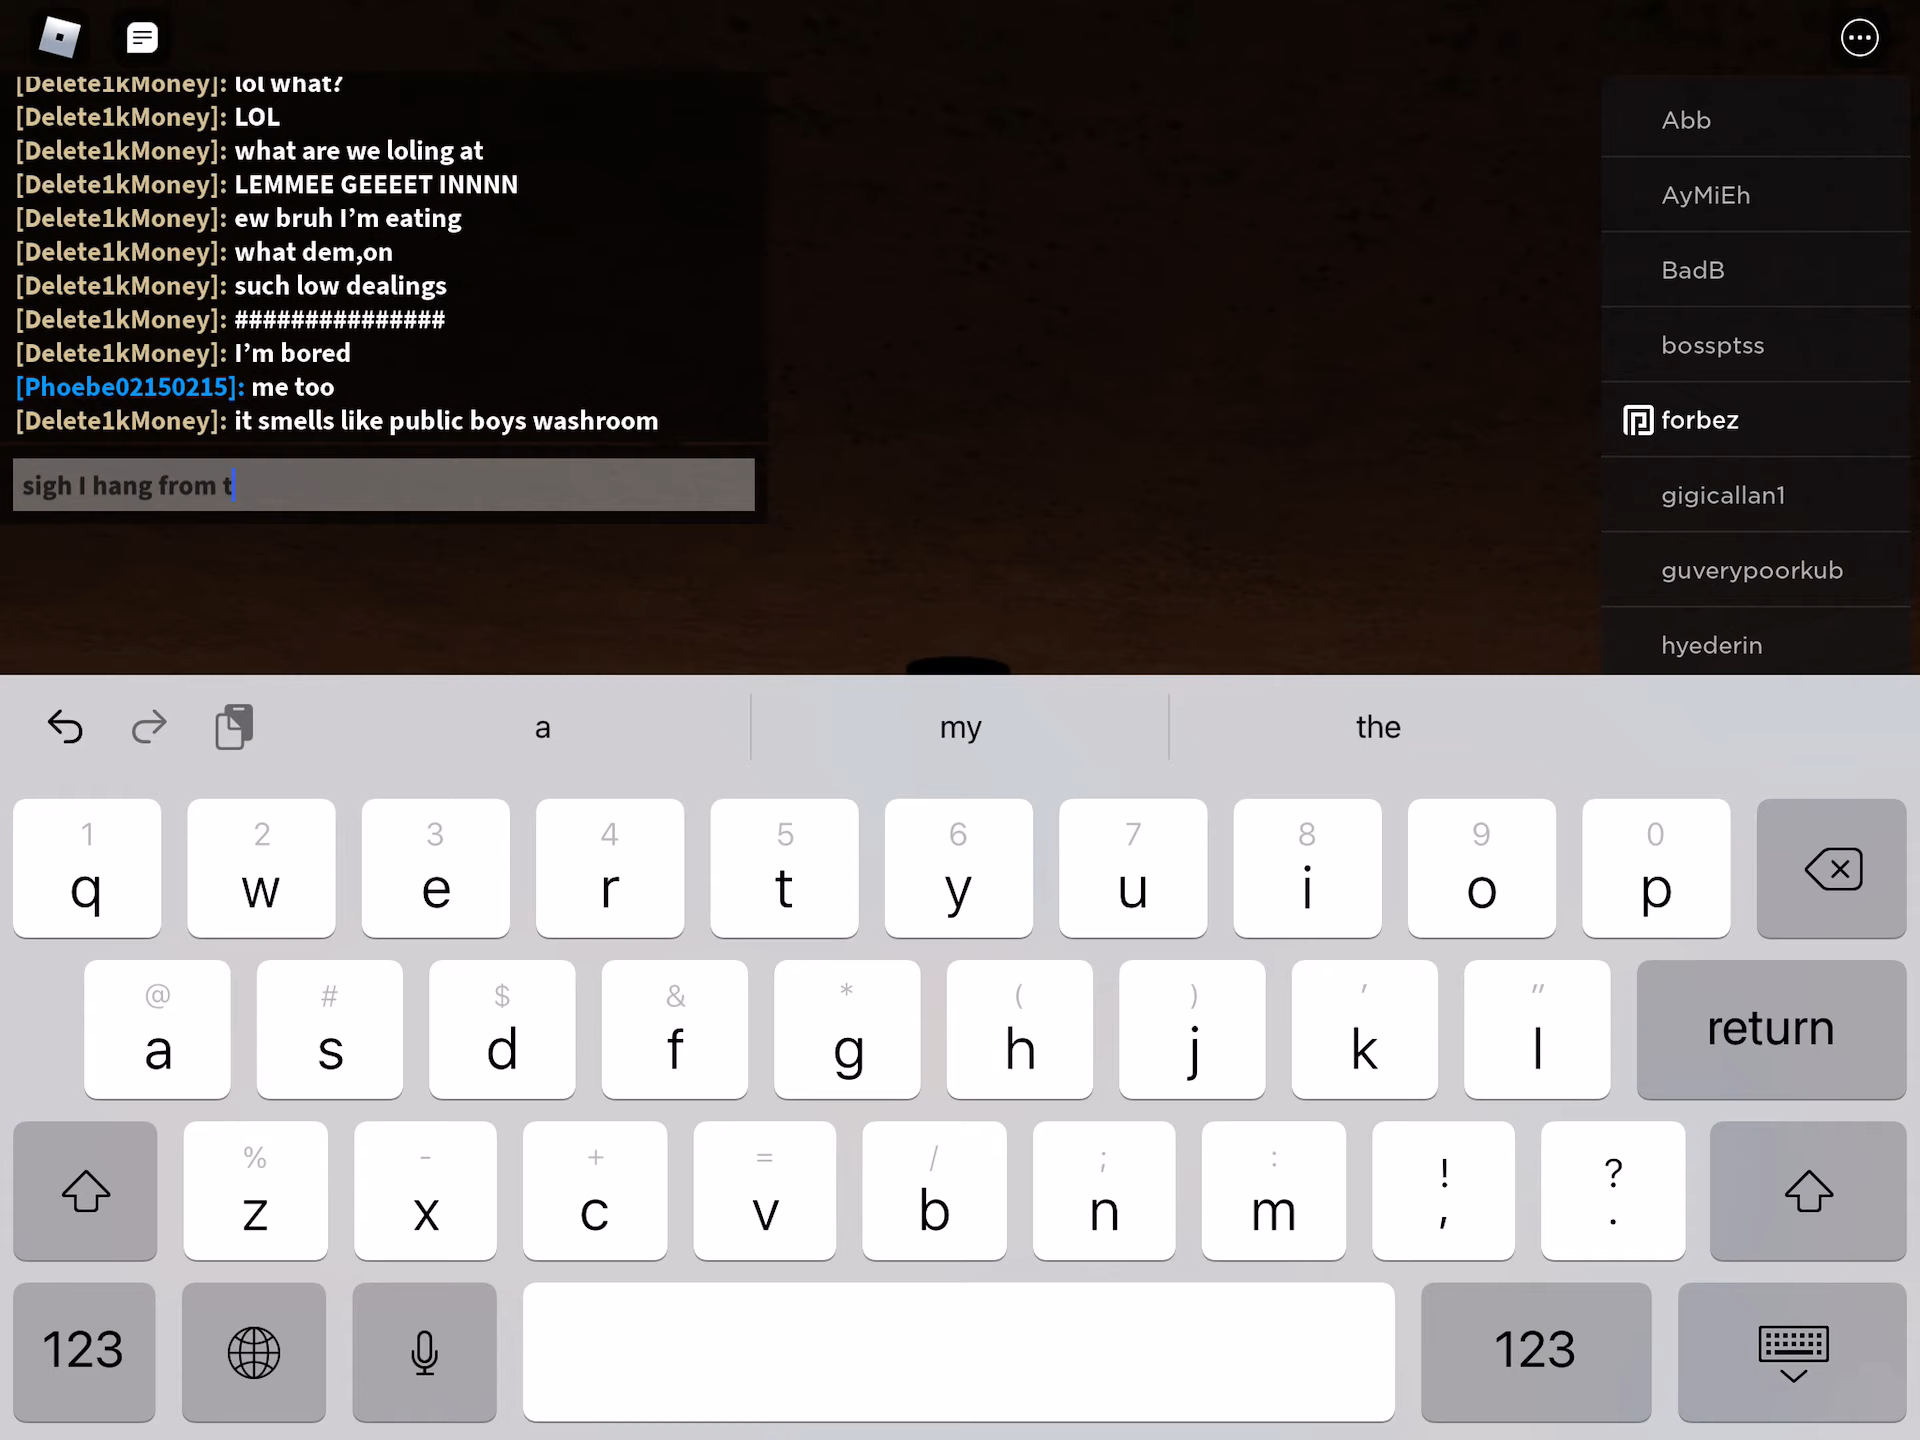 [Delete1kMoney]: lol what?
[Delete1kMoney]: LOL
[Delete1kMoney]: what are we loling at
[Delete1kMoney]: LEMMEE GEEEET INNNN
[Delete1kMoney]: ew bruh I’m eating
[Delete1kMoney]: what dem,on
[Delete1kMoney]: such low dealings
[Delete1kMoney]: ###############
[Delete1kMoney]: I’m bored
[Phoebe02150215]: me too
[Delete1kMoney]: it smells like public boys washroom
sigh I hang from t
Abb
AyMiEh
BadB
bossptss
forbez
gigicallan1
guverypoorkub
hyederin
a my the
1 2 3 4 5 6 7 8 9 0
q w e r t y u i o p
@ # $ & * ( ) ' "
a s d f g h j k l return
% - + = / ; : ! ?
z x c v b n m , .
123 123